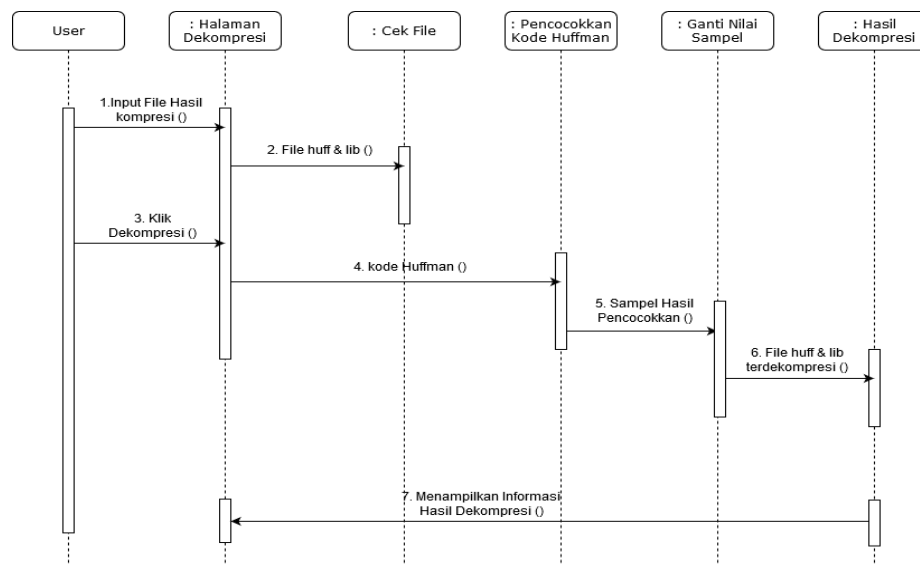 User
: Halaman
Dekompresi
: Cek File
: Pencocokkan
Kode Huffman
: Ganti Nilai
Sampel
: Hasil
Dekompresi
1.Input File Hasil
kompresi ()
2. File huff & lib ()
3. Klik
Dekompresi ()
4. kode Huffman ()
5. Sampel Hasil
Pencocokkan ()
6. File huff & lib
terdekompresi ()
7. Menampilkan Informasi
Hasil Dekompresi ()